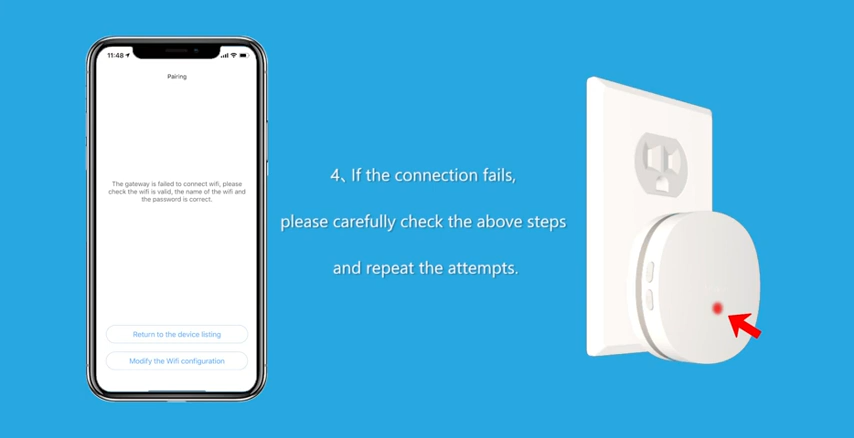 11:48
Pairing
The gateway is failed to connect wifi, please
check the wifi is valid, the name of the wifi and
the password is correct.
4、If the connection fails,
please carefully check the above steps
and repeat the attempts.
Return to the device listing
Modify the Wifi configuration